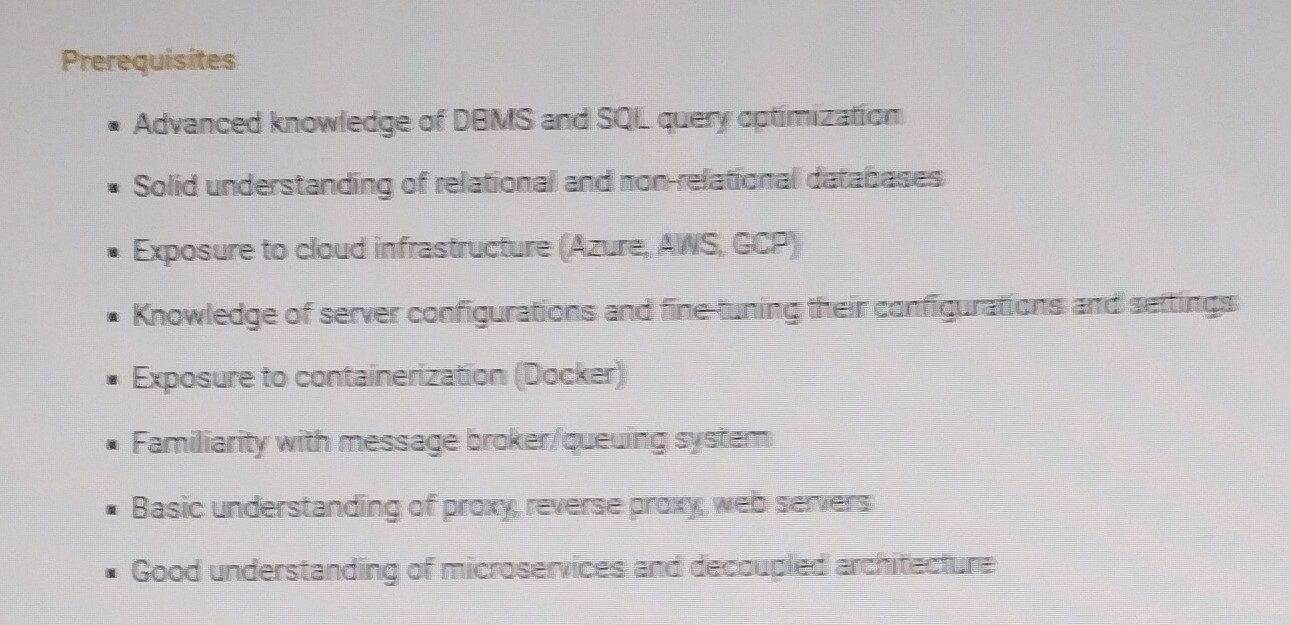 Prerequisites
▪ Advanced knowledge of DBMS and SQL query optimization
▪ Solid understanding of relational and non-relational databases
▪ Exposure to cloud infrastructure (Azure, AWS, GCP)
▪ Knowledge of server configurations and fine-tuning their configurations and settings
▪ Exposure to containerization (Docker)
▪ Familiarity with message broker/queuing system
▪ Basic understanding of proxy, reverse proxy, web servers
▪ Good understanding of microservices and decoupled architecture